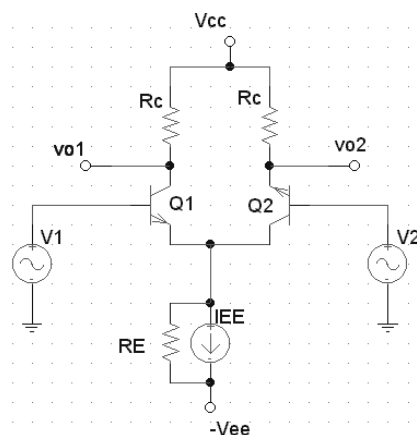 Vcc
Rc Rc
vo1 vo2
Q1 Q2
V1 V2
IEE
RE
-Vee